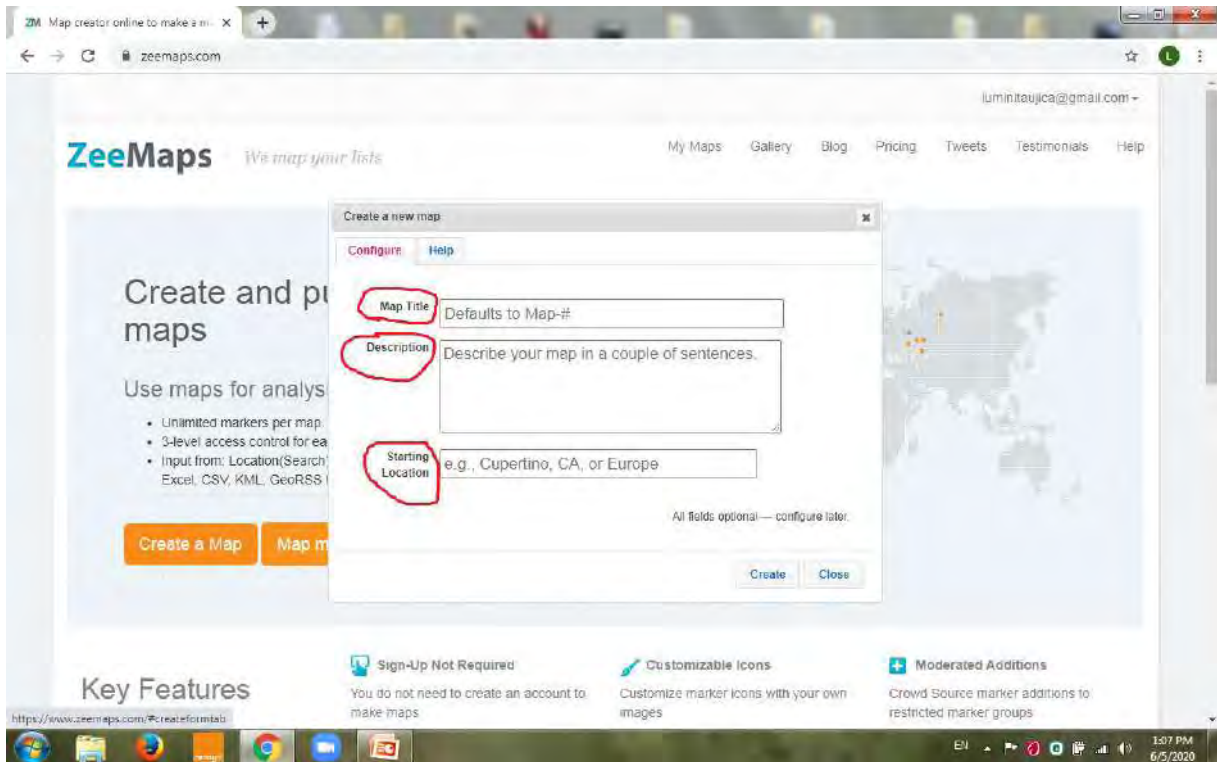 ZM Map creator online to make a m
zeemaps.com
luminitaujica@gmail.com
ZeeMaps We map your lists
My Maps Gallery Blog Pricing Tweets Testimonials Help
Create a new map
Configure Help
Create and pu
maps
Map Title Defaults to Map-#
Description Describe your map in a couple of sentences.
Use maps for analys
• Unlimited markers per map.
• 3-level access control for ea
• Input from: Location(Search
Excel, CSV, KML, GeoRSS
Starting
Location e.g., Cupertino, CA, or Europe
All fields optional — configure later.
Create a Map Map m
Create Close
Key Features
Sign-Up Not Required
You do not need to create an account to
make maps
Customizable Icons
Customize marker icons with your own
images
Moderated Additions
Crowd Source marker additions to
restricted marker groups
https://www.zeemaps.com/#createformtab
EN
1:07 PM
6/5/2020